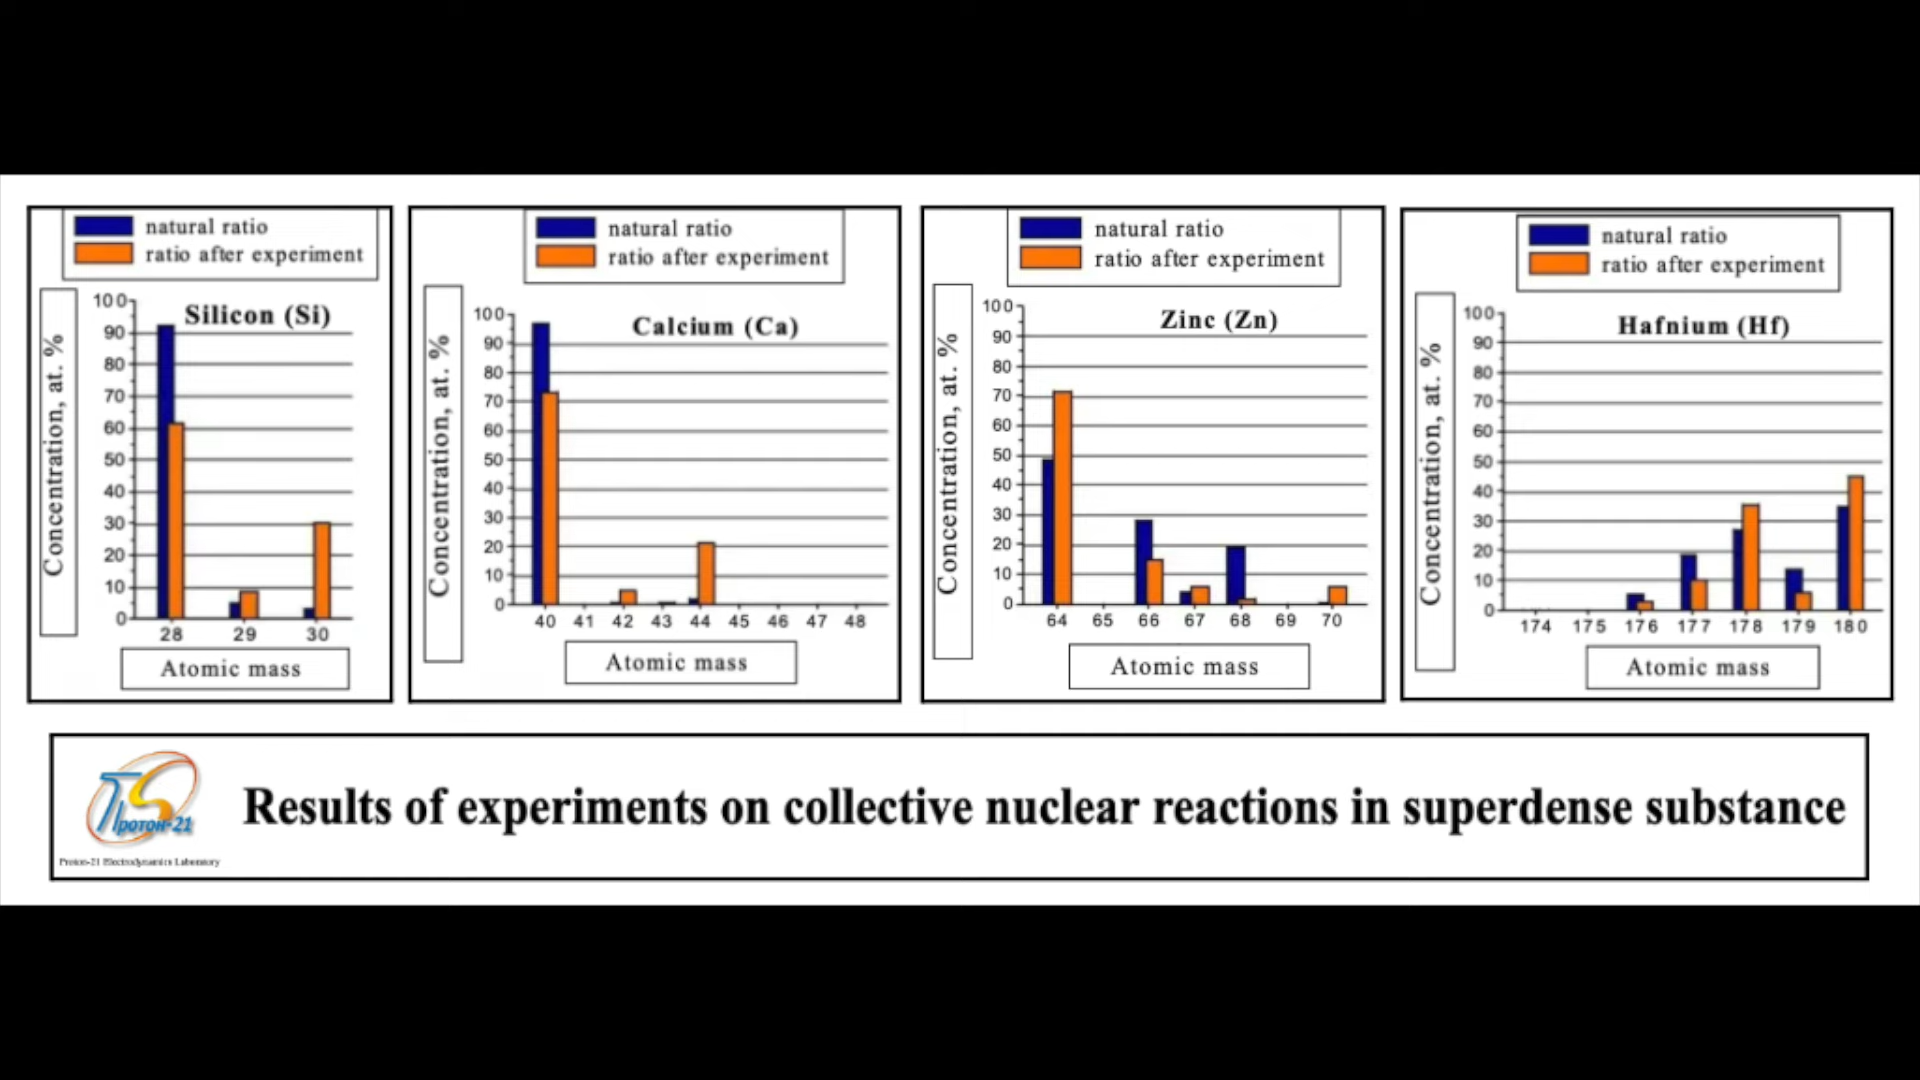 natural ratio
ratio after experiment
Silicon (Si)
Concentration, at. %
100
90
80
70
60
50
40
30
20
10
0
28 29 30
Atomic mass
natural ratio
ratio after experiment
Calcium (Ca)
Concentration, at. %
100
90
80
70
60
50
40
30
20
10
0
40 41 42 43 44 45 46 47 48
Atomic mass
natural ratio
ratio after experiment
Zinc (Zn)
Concentration, at. %
100
90
80
70
60
50
40
30
20
10
0
64 65 66 67 68 69 70
Atomic mass
natural ratio
ratio after experiment
Hafnium (Hf)
Concentration, at. %
100
90
80
70
60
50
40
30
20
10
0
174 175 176 177 178 179 180
Atomic mass
Протон-21
Proton-21 Electrodynamics Laboratory
Results of experiments on collective nuclear reactions in superdense substance